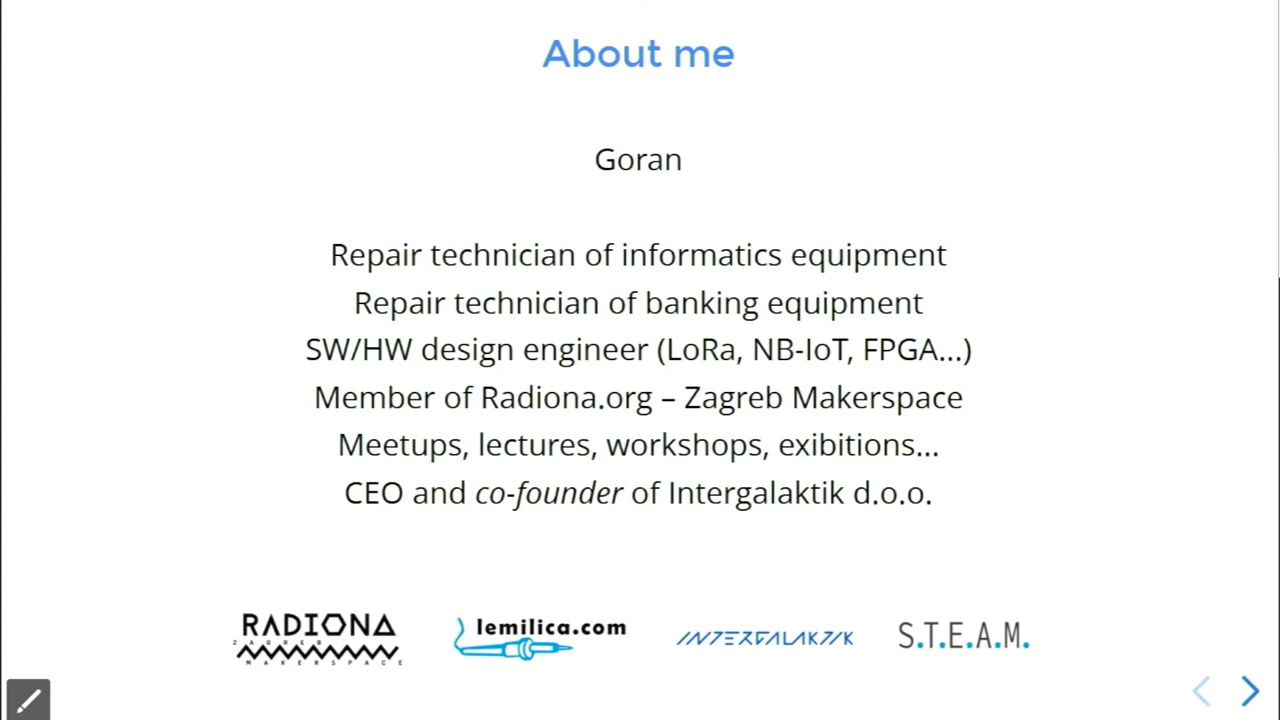 About me
Goran
Repair technician of informatics equipment
Repair technician of banking equipment
SW/HW design engineer (LoRa, NB-IoT, FPGA...)
Member of Radiona.org – Zagreb Makerspace
Meetups, lectures, workshops, exibitions...
CEO and co-founder of Intergalaktik d.o.o.
RADIONA
ZAGREB
MAKERSPACE
lemilica.com
INTERGALAKTIK
S.T.E.A.M.